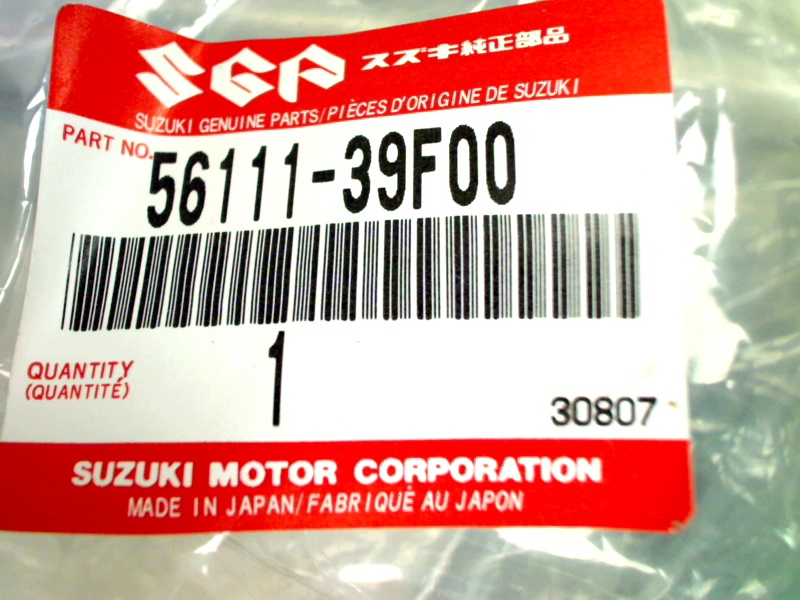 SGP スズキ純正部品
SUZUKI GENUINE PARTS/PIÈCES D'ORIGINE DE SUZUKI
PART NO. 56111-39F00
QUANTITY 1
(QUANTITÉ)
30807
SUZUKI MOTOR CORPORATION
MADE IN JAPAN/FABRIQUÉ AU JAPON